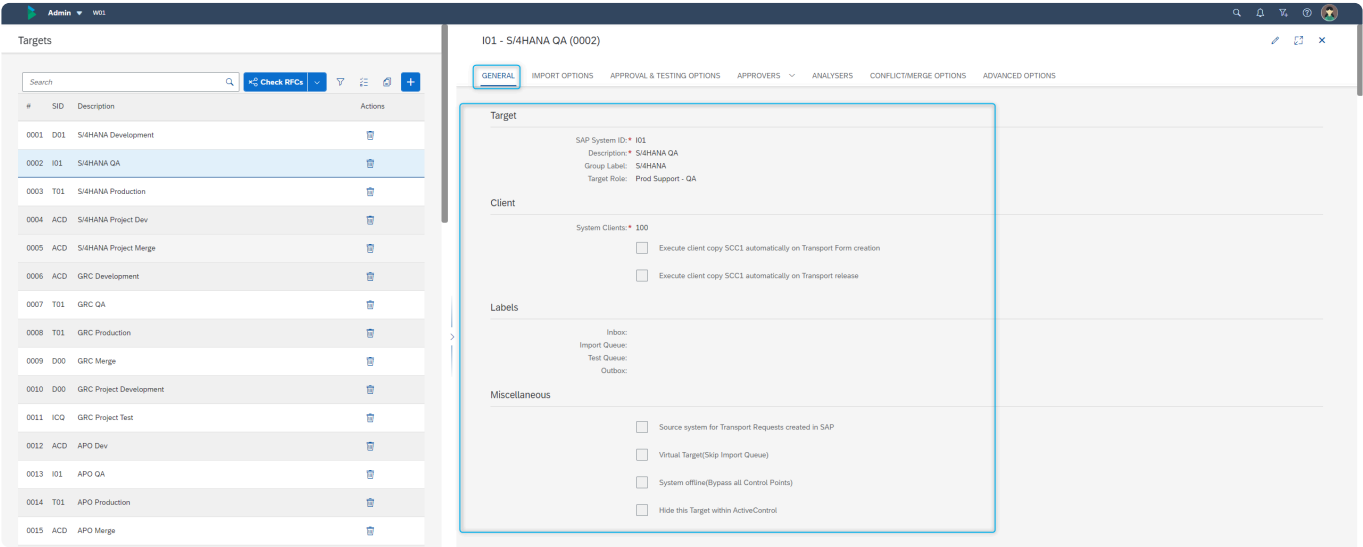 Admin W01
Targets
Search Check RFCs
# SID Description Actions
0001 D01 S/4HANA Development
0002 I01 S/4HANA QA
0003 T01 S/4HANA Production
0004 ACD S/4HANA Project Dev
0005 ACD S/4HANA Project Merge
0006 ACD GRC Development
0007 T01 GRC QA
0008 T01 GRC Production
0009 D00 GRC Merge
0010 D00 GRC Project Development
0011 ICQ GRC Project Test
0012 ACD APO Dev
0013 I01 APO QA
0014 T01 APO Production
0015 ACD APO Merge
I01 - S/4HANA QA (0002)
GENERAL IMPORT OPTIONS APPROVAL & TESTING OPTIONS APPROVERS ANALYSERS CONFLICT/MERGE OPTIONS ADVANCED OPTIONS
Target
SAP System ID:* I01
Description:* S/4HANA QA
Group Label: S/4HANA
Target Role: Prod Support - QA
Client
System Clients:* 100
Execute client copy SCC1 automatically on Transport Form creation
Execute client copy SCC1 automatically on Transport release
Labels
Inbox:
Import Queue:
Test Queue:
Outbox:
Miscellaneous
Source system for Transport Requests created in SAP
Virtual Target(Skip Import Queue)
System offline(Bypass all Control Points)
Hide this Target within ActiveControl